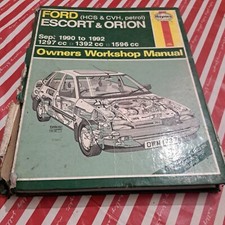 FORD (HCS & CVH, petrol)
ESCORT & ORION
Sep: 1990 to 1992
1297 cc □ 1392 cc □ 1596 cc
Owners Workshop Manual
Haynes